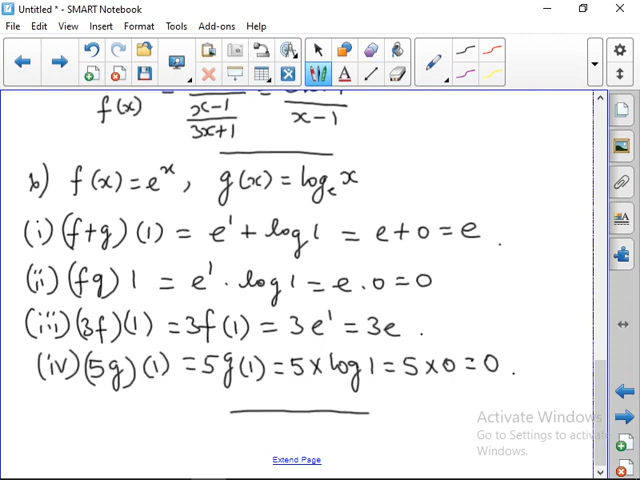 Untitled * - SMART Notebook
File Edit View Insert Format Tools Add-ons Help
f(x)
x-1
3x+1
x-1
b) f(x) = e^x, g(x) = log_e x
(i) (f+g) (1) = e^1 + log 1 = e + 0 = e .
(ii) (fg) 1 = e^1 . log 1 = e . 0 = 0
(iii) (3f) (1) = 3f(1) = 3e^1 = 3e .
(iv) (5g) (1) = 5g(1) = 5 × log 1 = 5 × 0 = 0 .
Activate Windows
Go to Settings to activate
Windows.
Extend Page